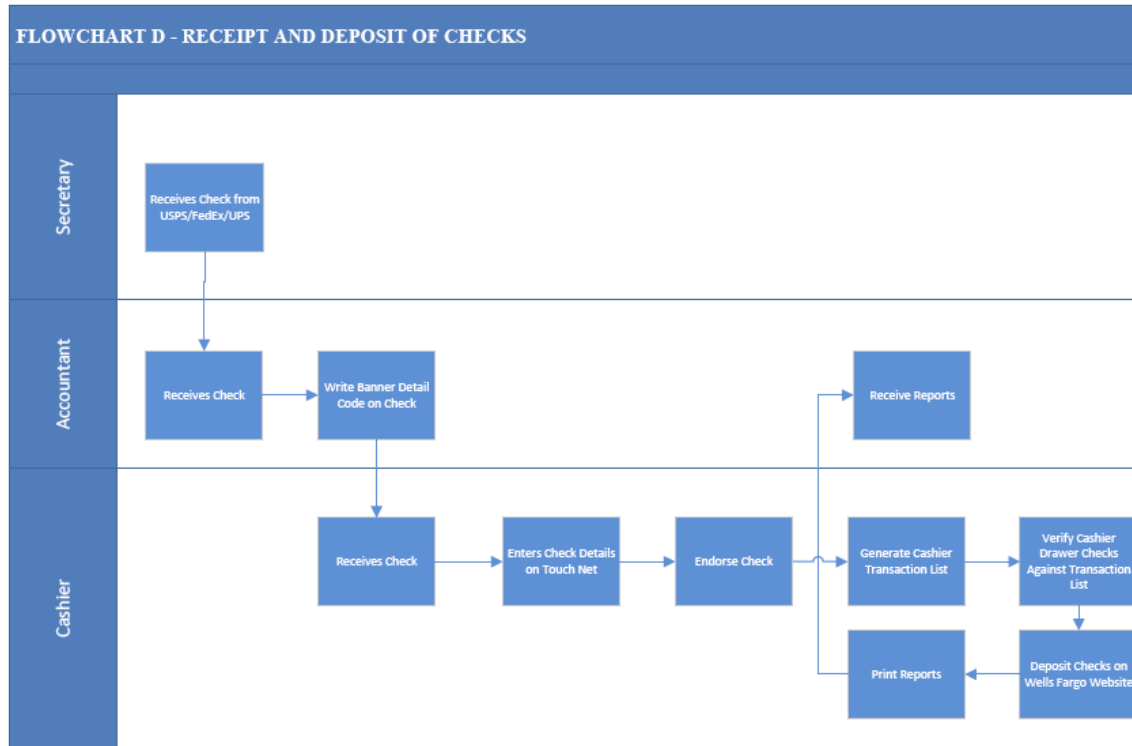 FLOWCHART D - RECEIPT AND DEPOSIT OF CHECKS
Secretary
Receives Check from
USPS/FedEx/UPS
Accountant
Receives Check
Write Banner Detail
Code on Check
Receive Reports
Cashier
Receives Check
Enters Check Details
on Touch Net
Endorse Check
Generate Cashier
Transaction List
Verify Cashier
Drawer Checks
Against Transaction
List
Print Reports
Deposit Checks on
Wells Fargo Website